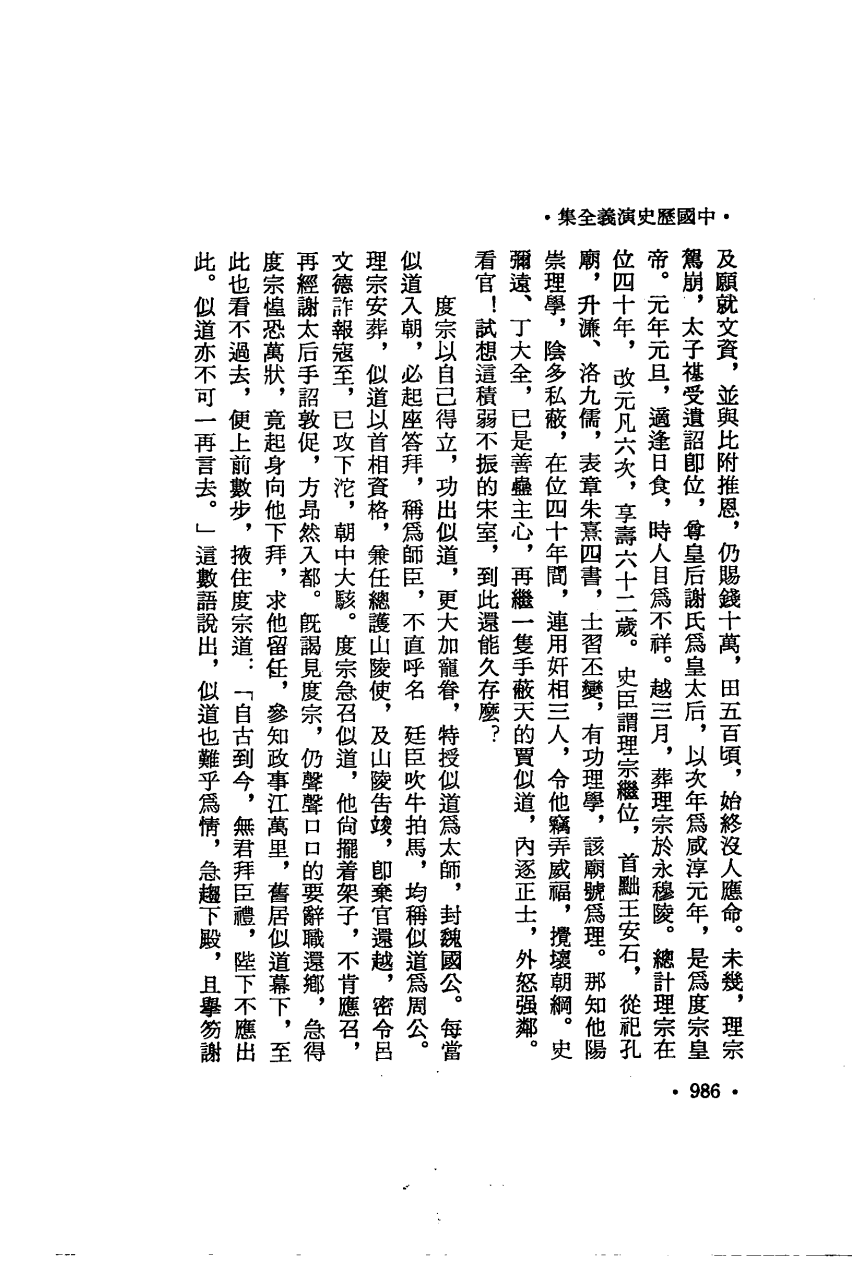 ・中國歷史演義全集・
及願就文資，並與比附推恩，仍賜錢十萬，田五百頃，始終沒人應命。未幾，理宗
駕崩，太子禥受遺詔卽位，尊皇后謝氏爲皇太后，以次年爲咸淳元年，是爲度宗皇
帝。元年元旦，適逢日食，時人目爲不祥。越三月，葬理宗於永穆陵。總計理宗在
位四十年，改元凡六次，享壽六十二歲。史臣謂理宗繼位，首黜王安石，從祀孔
廟，升濂、洛九儒，表章朱熹四書，士習丕變，有功理學，該廟號爲理。那知他陽
崇理學，陰多私蔽，在位四十年間，連用奸相三人，令他竊弄威福，攪壞朝綱。史
彌遠、丁大全，已是善蠱主心，再繼一隻手蔽天的賈似道，內逐正士，外怒强鄰。
看官！試想這積弱不振的宋室，到此還能久存麼？
度宗以自己得立，功出似道，更大加寵眷，特授似道爲太師，封魏國公。每當
似道入朝，必起座答拜，稱爲師臣，不直呼名　廷臣吹牛拍馬，均稱似道爲周公。
理宗安葬，似道以首相資格，兼任總護山陵使，及山陵告竣，卽棄官還越，密令呂
文德詐報寇至，已攻下沱，朝中大駭。度宗急召似道，他尙擺着架子，不肯應召，
再經謝太后手詔敦促，方昂然入都。旣謁見度宗，仍聲聲口口的要辭職還鄉，急得
度宗惶恐萬狀，竟起身向他下拜，求他留任，參知政事江萬里，舊居似道幕下，至
此也看不過去，便上前數步，掖住度宗道：「自古到今，無君拜臣禮，陛下不應出
此。似道亦不可一再言去。」這數語說出，似道也難乎爲情，急趨下殿，且擧笏謝
・986・